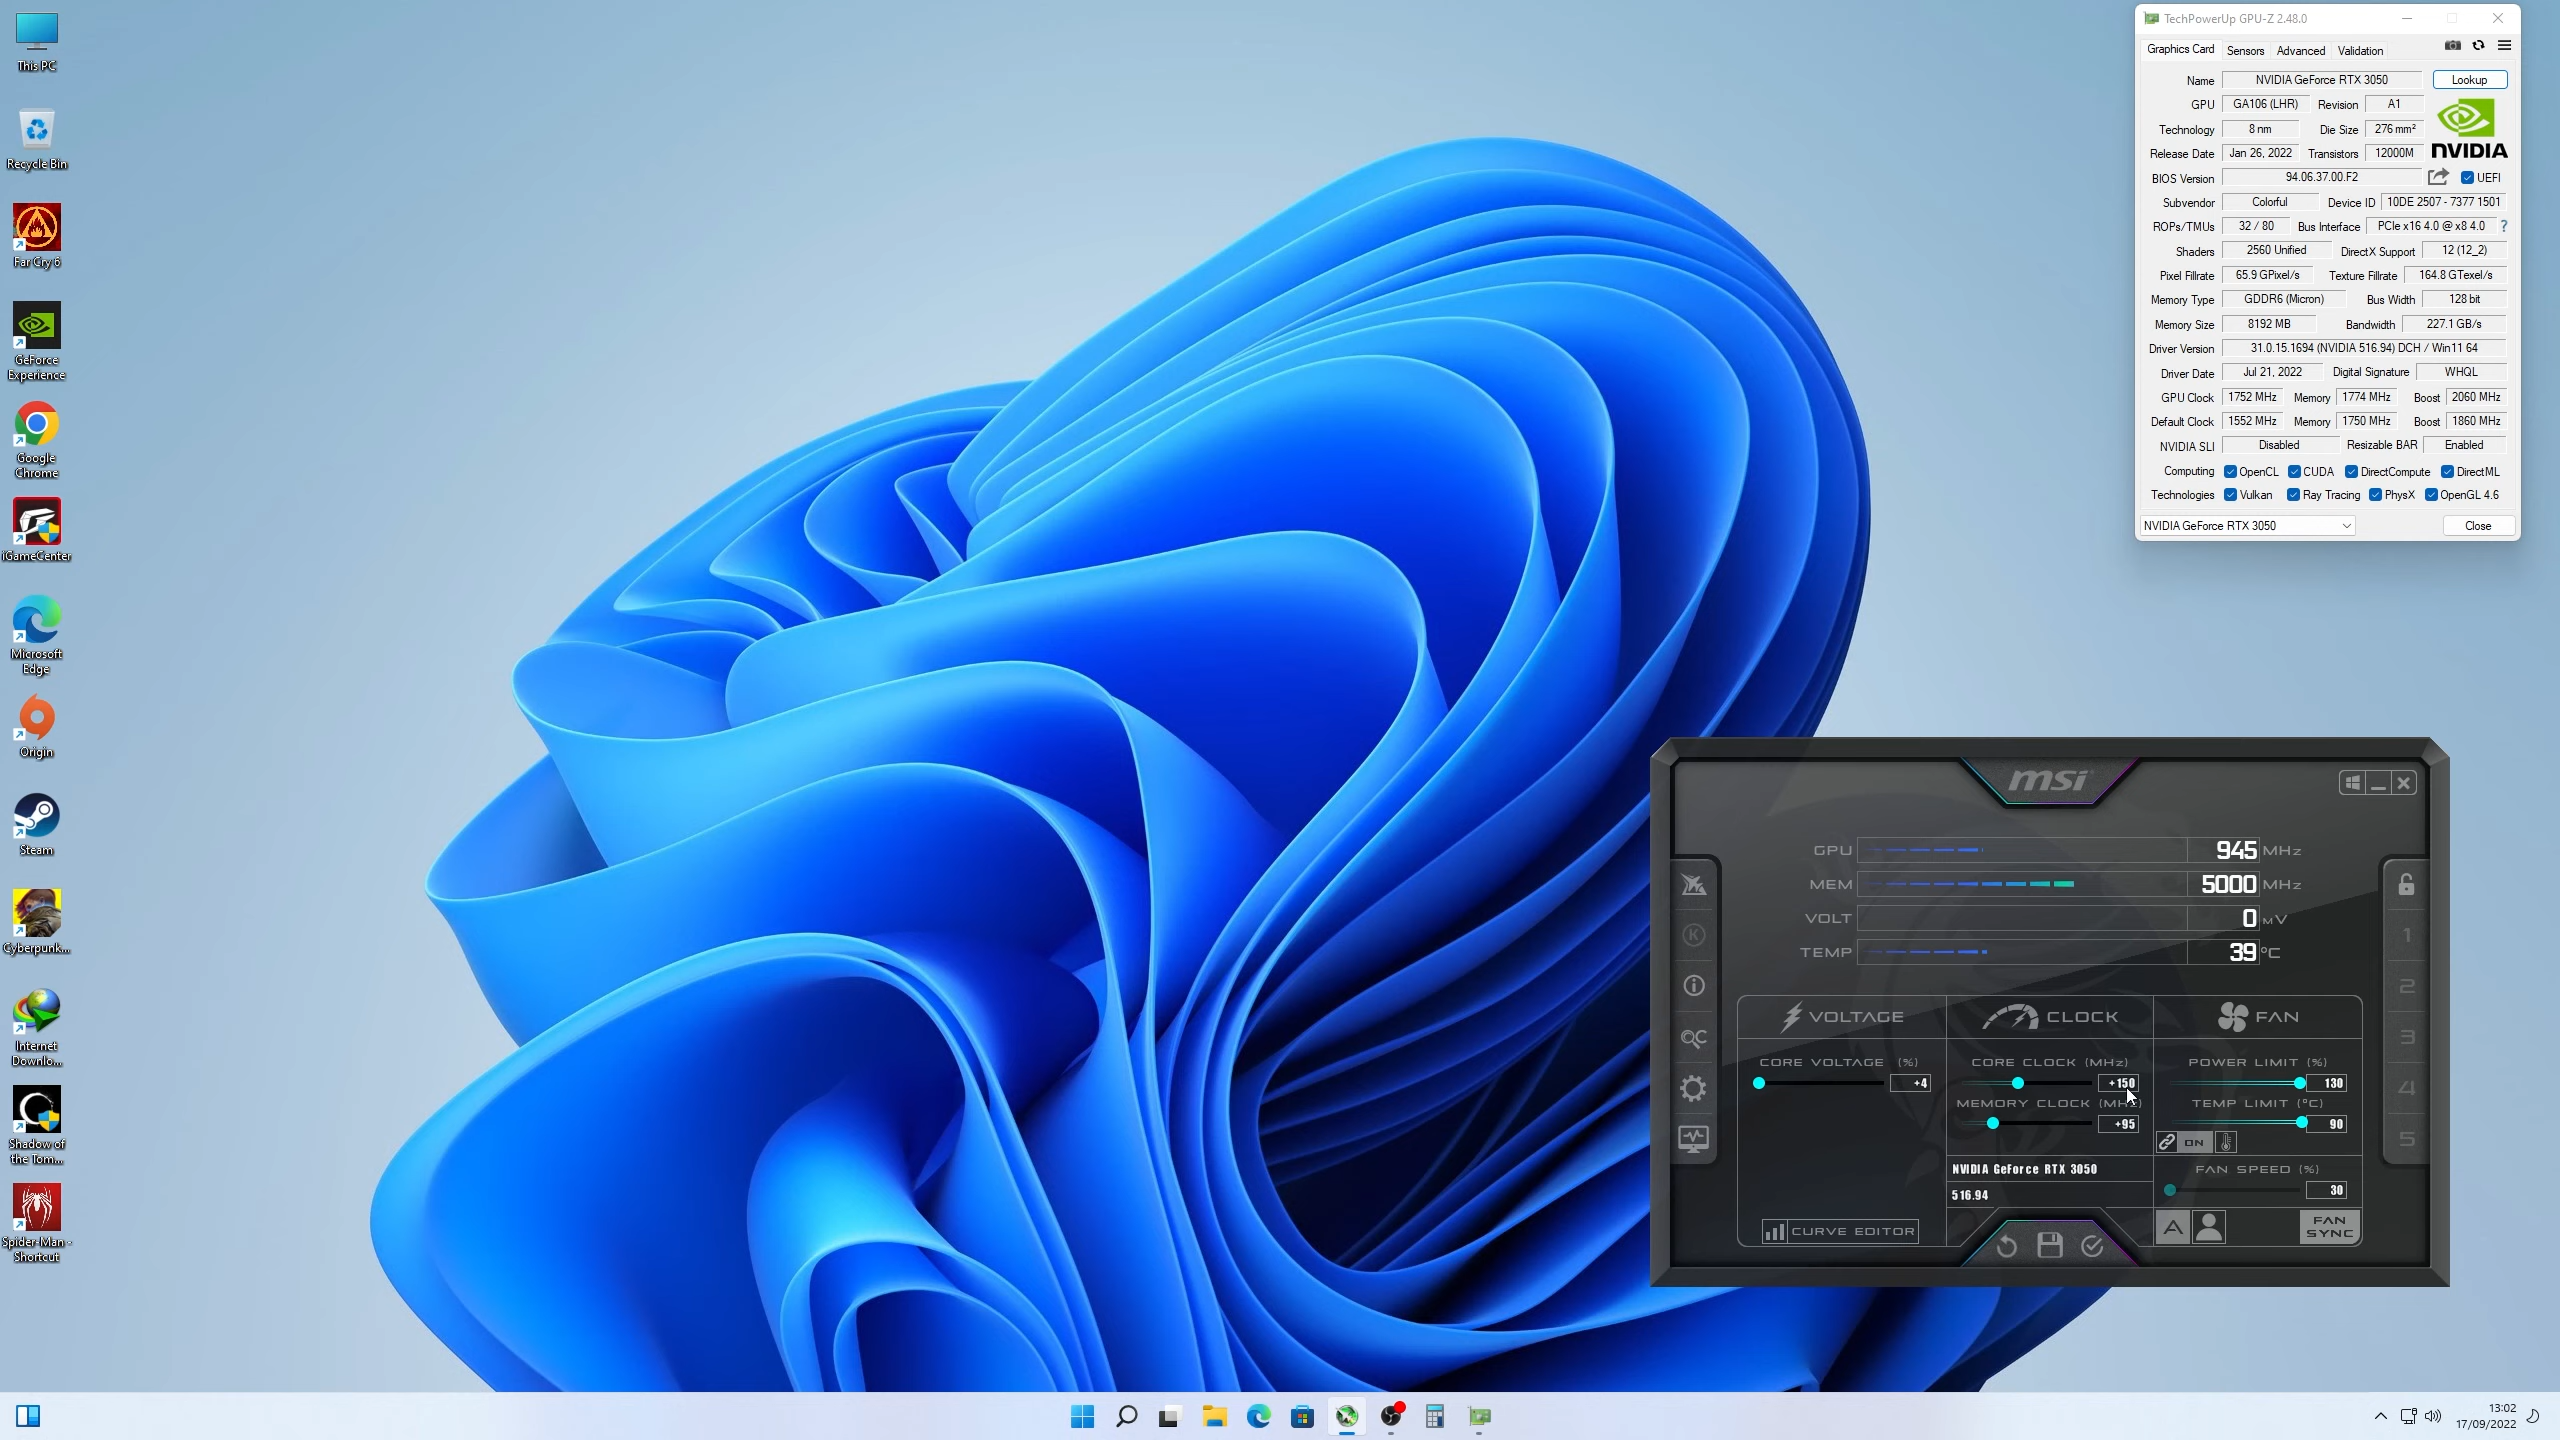 This PC
Recycle Bin
Far Cry 6
GeForce
Experience
Google
Chrome
iGameCenter
Microsoft
Edge
Origin
Steam
Cyberpunk...
Internet
Downlo...
Shadow of
the Tom...
Spider-Man -
Shortcut
TechPowerUp GPU-Z 2.48.0
Graphics Card Sensors Advanced Validation
Name NVIDIA GeForce RTX 3050 Lookup
GPU GA106 (LHR) Revision A1
Technology 8 nm Die Size 276 mm²
Release Date Jan 26, 2022 Transistors 12000M
NVIDIA
BIOS Version 94.06.37.00.F2 UEFI
Subvendor Colorful Device ID 10DE 2507 - 7377 1501
ROPs/TMUs 32 / 80 Bus Interface PCIe x16 4.0 @ x8 4.0 ?
Shaders 2560 Unified DirectX Support 12 (12_2)
Pixel Fillrate 65.9 GPixel/s Texture Fillrate 164.8 GTexel/s
Memory Type GDDR6 (Micron) Bus Width 128 bit
Memory Size 8192 MB Bandwidth 227.1 GB/s
Driver Version 31.0.15.1694 (NVIDIA 516.94) DCH / Win11 64
Driver Date Jul 21, 2022 Digital Signature WHQL
GPU Clock 1752 MHz Memory 1774 MHz Boost 2060 MHz
Default Clock 1552 MHz Memory 1750 MHz Boost 1860 MHz
NVIDIA SLI Disabled Resizable BAR Enabled
Computing OpenCL CUDA DirectCompute DirectML
Technologies Vulkan Ray Tracing PhysX OpenGL 4.6
NVIDIA GeForce RTX 3050 Close
msi
GPU 945 MHz
MEM 5000 MHz
VOLT 0 mV
TEMP 39 °C
K
OC
1
2
3
4
5
VOLTAGE CLOCK FAN
CORE VOLTAGE (%) CORE CLOCK (MHz) POWER LIMIT (%)
+4 +150 130
MEMORY CLOCK (MHz) TEMP LIMIT (°C)
+95 90
ON
NVIDIA GeForce RTX 3050 FAN SPEED (%)
516.94 30
CURVE EDITOR A FAN
SYNC
13:02
17/09/2022